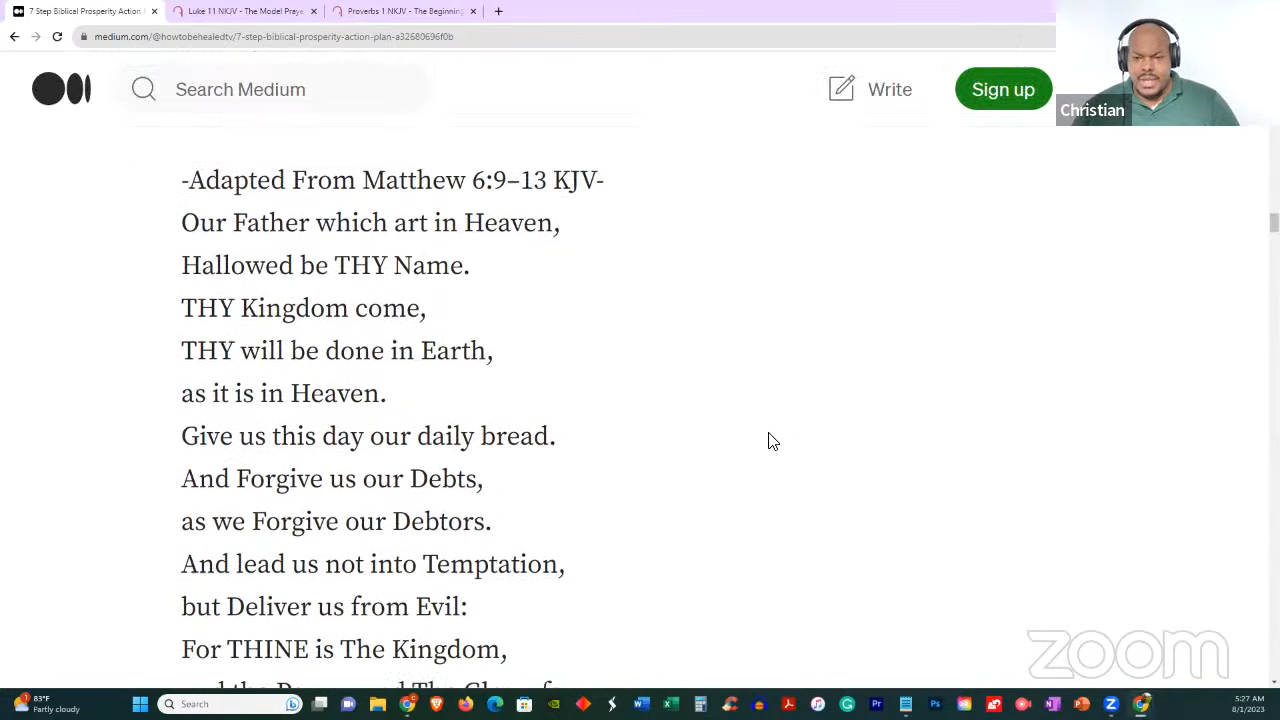 7 Step Biblical Prosperity Action
Luke 11 NKJV - The Model Praye
Proverbs 1 NKJV - The Beginning
medium.com/@howtobehealedtv/7-step-biblical-prosperity-action-plan-a32680696f0b
Search Medium
Write
Sign up
Christian
-Adapted From Matthew 6:9–13 KJV-
Our Father which art in Heaven,
Hallowed be THY Name.
THY Kingdom come,
THY will be done in Earth,
as it is in Heaven.
Give us this day our daily bread.
And Forgive us our Debts,
as we Forgive our Debtors.
And lead us not into Temptation,
but Deliver us from Evil:
For THINE is The Kingdom,
zoom
83°F
Partly cloudy
Search
5:27 AM
8/1/2023